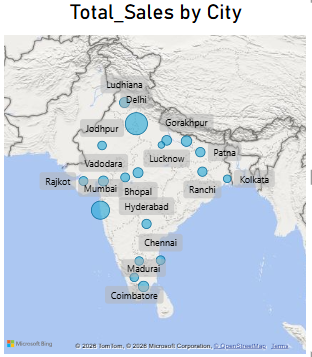 Total_Sales by City
Ludhiana
Delhi
Jodhpur
Gorakhpur
Lucknow
Patna
Vadodara
Rajkot
Mumbai
Bhopal
Ranchi
Kolkata
Hyderabad
Chennai
Madurai
Coimbatore
Microsoft Bing
© 2026 TomTom, © 2026 Microsoft Corporation, © OpenStreetMap Terms